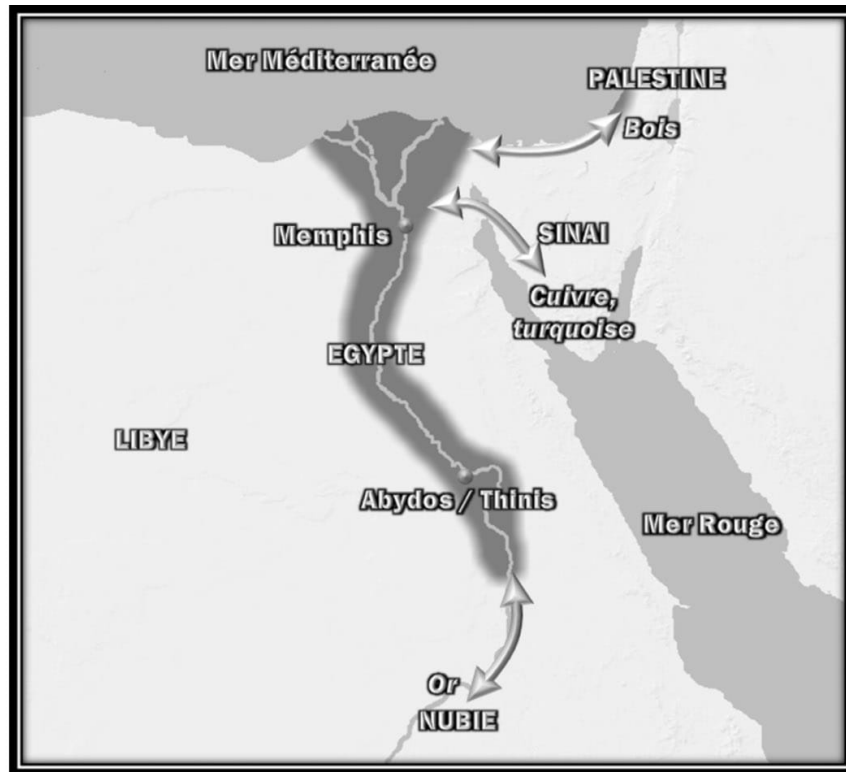 Mer Méditerranée
PALESTINE
Bois
Memphis
SINAI
Cuivre,
turquoise
EGYPTE
LIBYE
Abydos / Thinis
Mer Rouge
Or
NUBIE